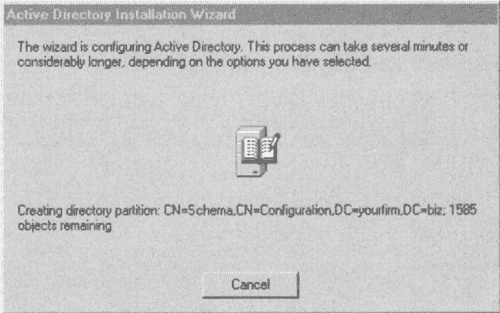 Active Directory Installation Wizard
The wizard is configuring Active Directory. This process can take several minutes or
considerably longer, depending on the options you have selected.
Creating directory partition: CN=Schema,CN=Configuration,DC=yourfirm,DC=biz; 1585
objects remaining
Cancel